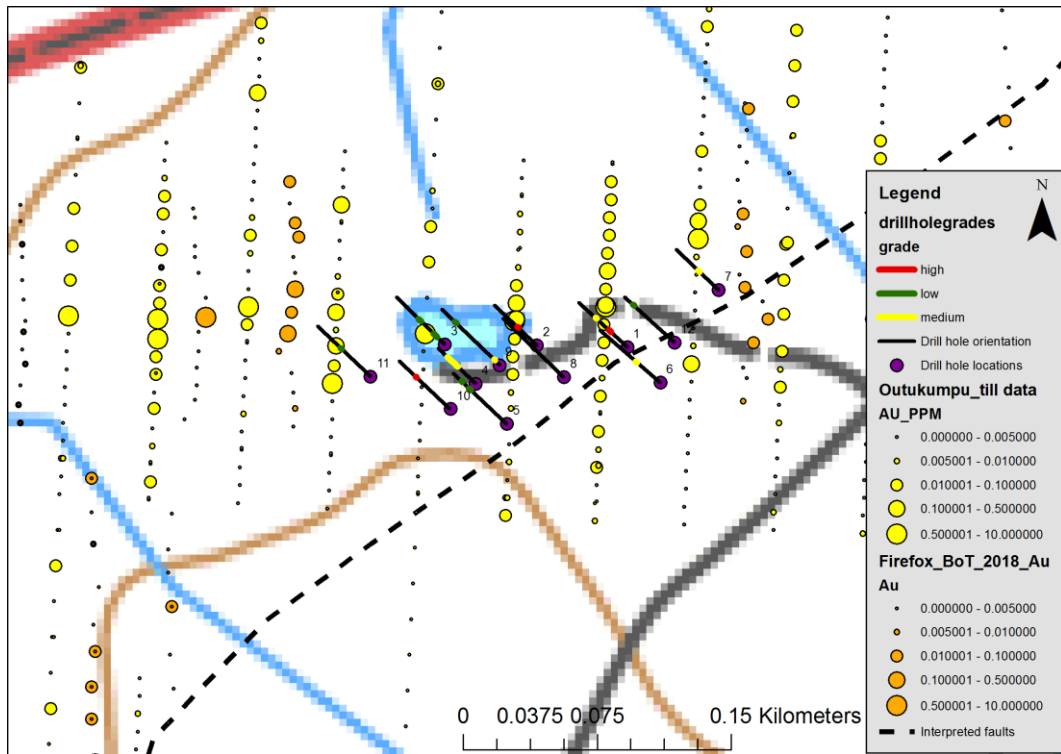 Legend
N
drillholegrades
grade
high
low
medium
Drill hole orientation
Drill hole locations
Outukumpu_till data
AU_PPM
0.000000 - 0.005000
0.005001 - 0.010000
0.010001 - 0.100000
0.100001 - 0.500000
0.500001 - 10.000000
Firefox_BoT_2018_Au
Au
0.000000 - 0.005000
0.005001 - 0.010000
0.010001 - 0.100000
0.100001 - 0.500000
0.500001 - 10.000000
Interpreted faults
7
3
2
1
12
9
11
4
8
6
10
5
0 0.0375 0.075 0.15 Kilometers